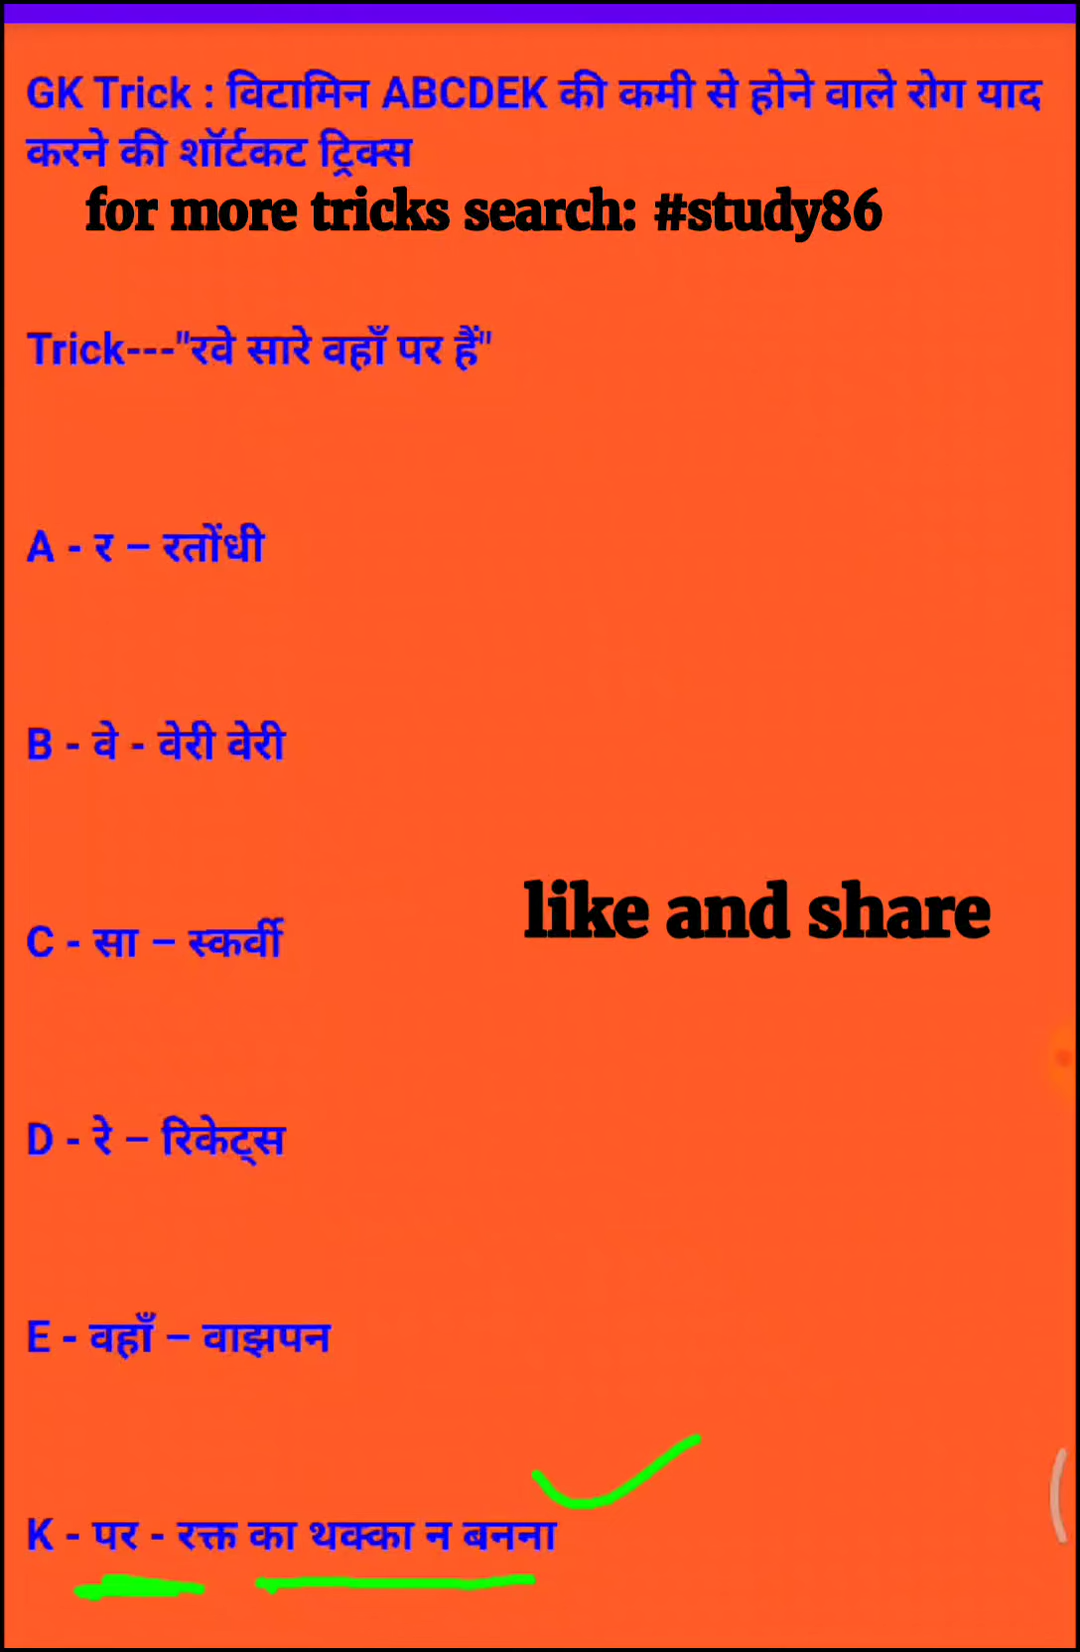 GK Trick : विटामिन ABCDEK की कमी से होने वाले रोग याद
करने की शॉर्टकट ट्रिक्स
for more tricks search: #study86
Trick---"रवे सारे वहाँ पर हैं"
A - र – रतोंधी
B - वे - वेरी वेरी
C - सा – स्कर्वी
like and share
D - रे – रिकेट्स
E - वहाँ – वाझपन
K - पर - रक्त का थक्का न बनना